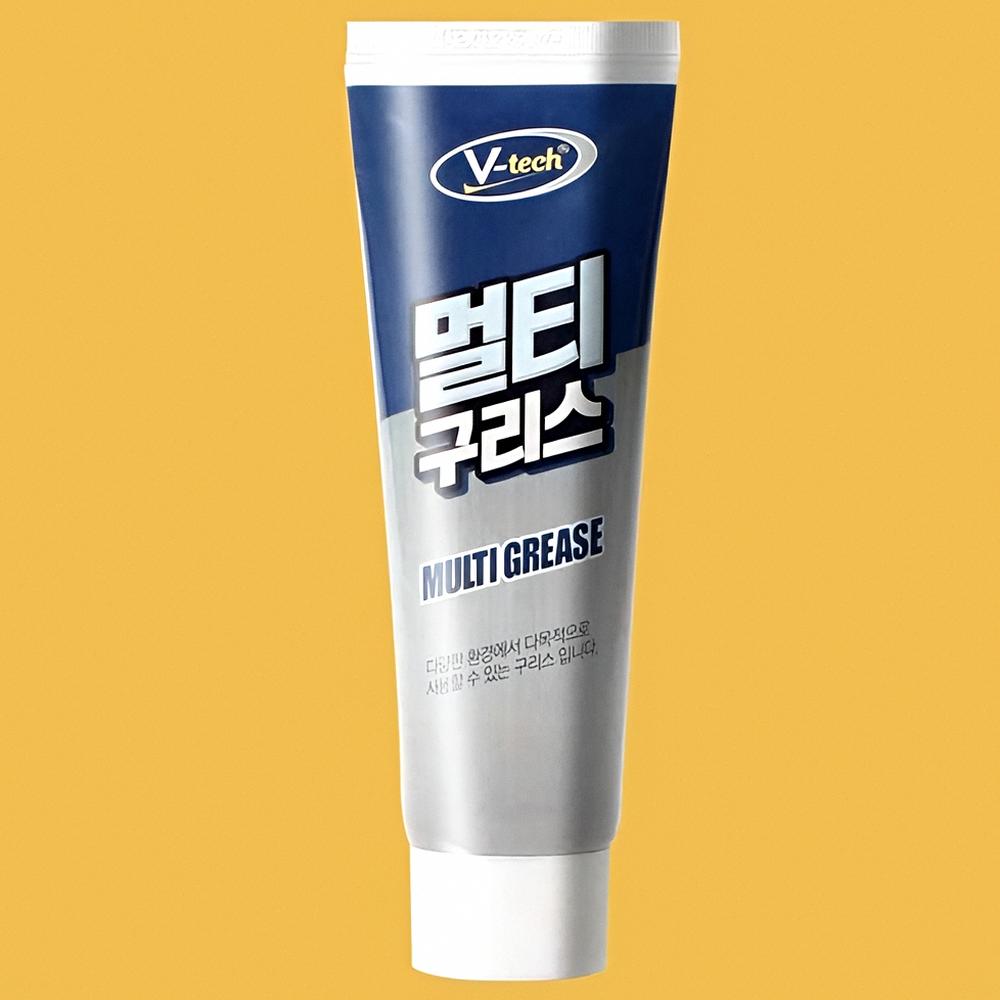 V-tech
멀티
구리스
MULTI GREASE
다양한 환경에서 다목적으로
사용할 수 있는 구리스 입니다.